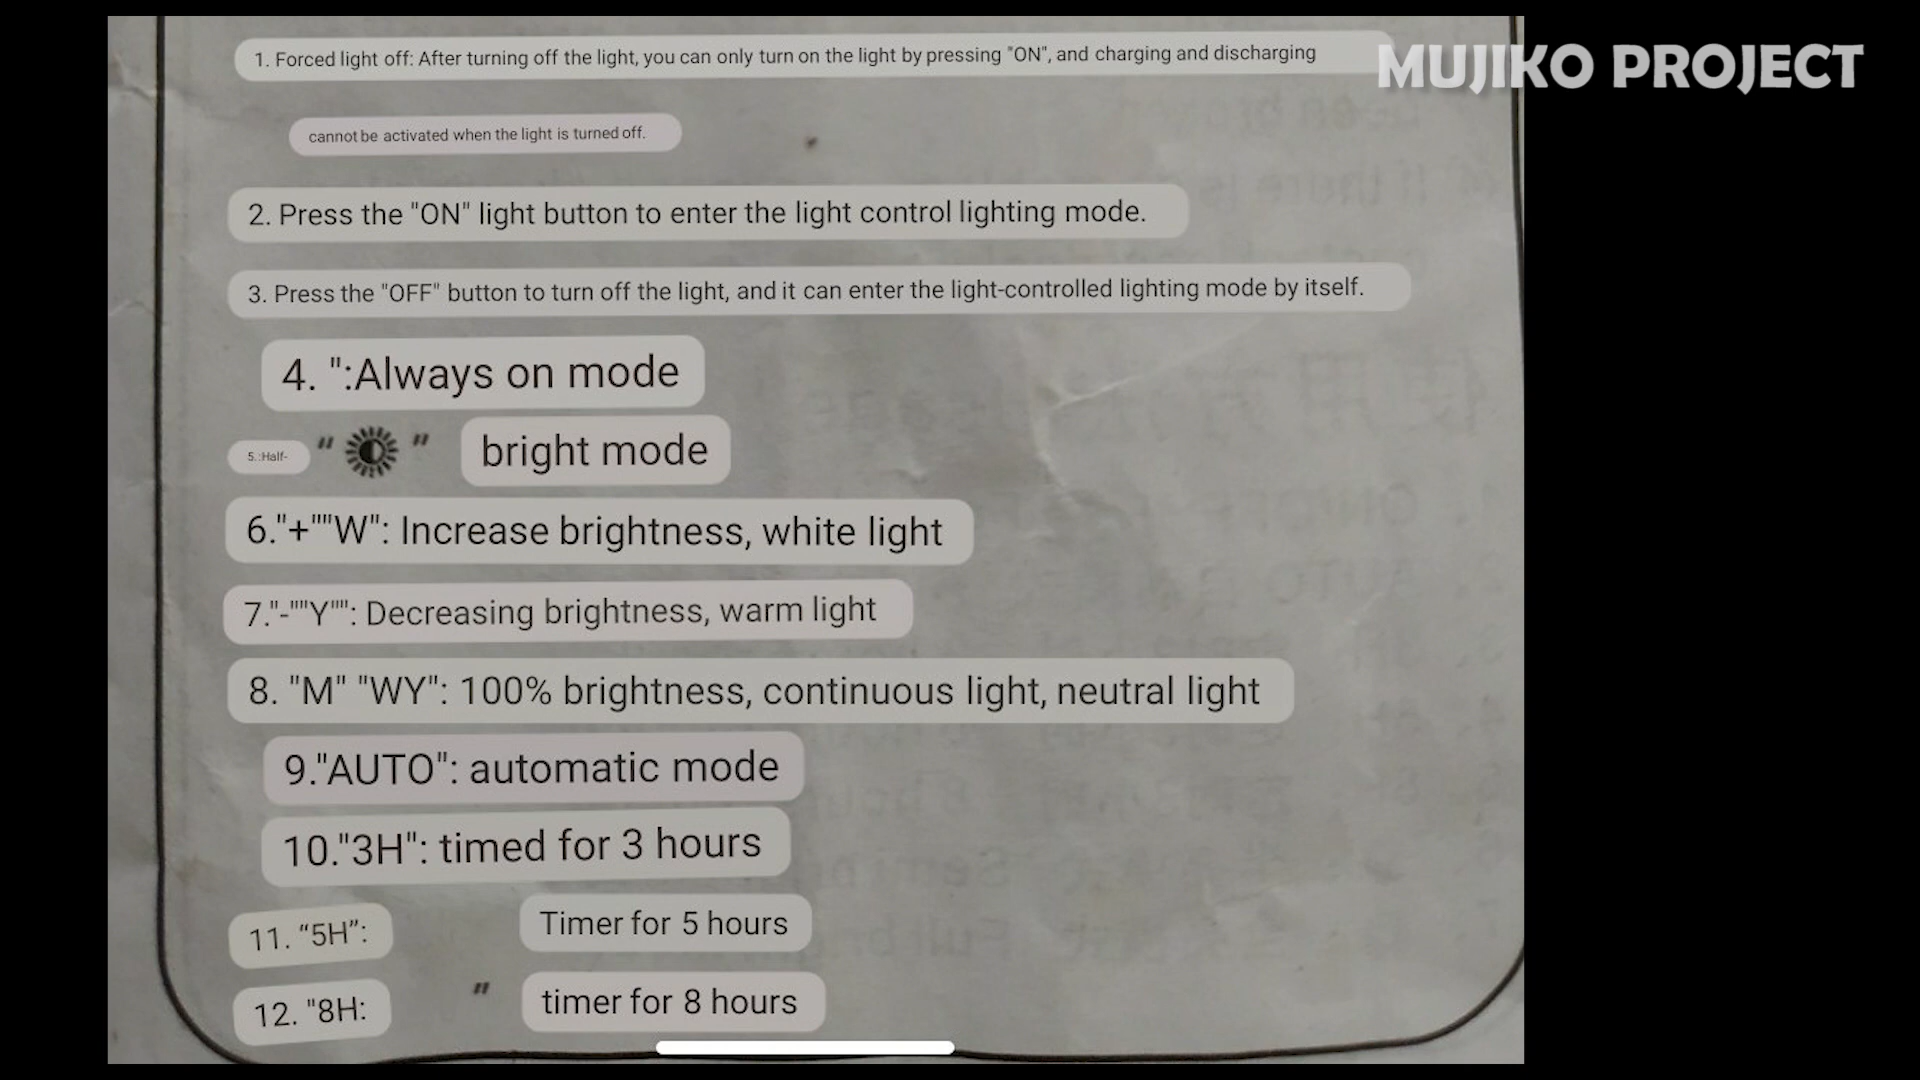 MUJIKO PROJECT
1. Forced light off: After turning off the light, you can only turn on the light by pressing "ON", and charging and discharging
cannot be activated when the light is turned off.
2. Press the "ON" light button to enter the light control lighting mode.
3. Press the "OFF" button to turn off the light, and it can enter the light-controlled lighting mode by itself.
4. ":Always on mode
5.:Half- " " bright mode
6."+""W": Increase brightness, white light
7."-""Y"": Decreasing brightness, warm light
8. "M" "WY": 100% brightness, continuous light, neutral light
9."AUTO": automatic mode
10."3H": timed for 3 hours
11. “5H”: Timer for 5 hours
12. "8H: " timer for 8 hours